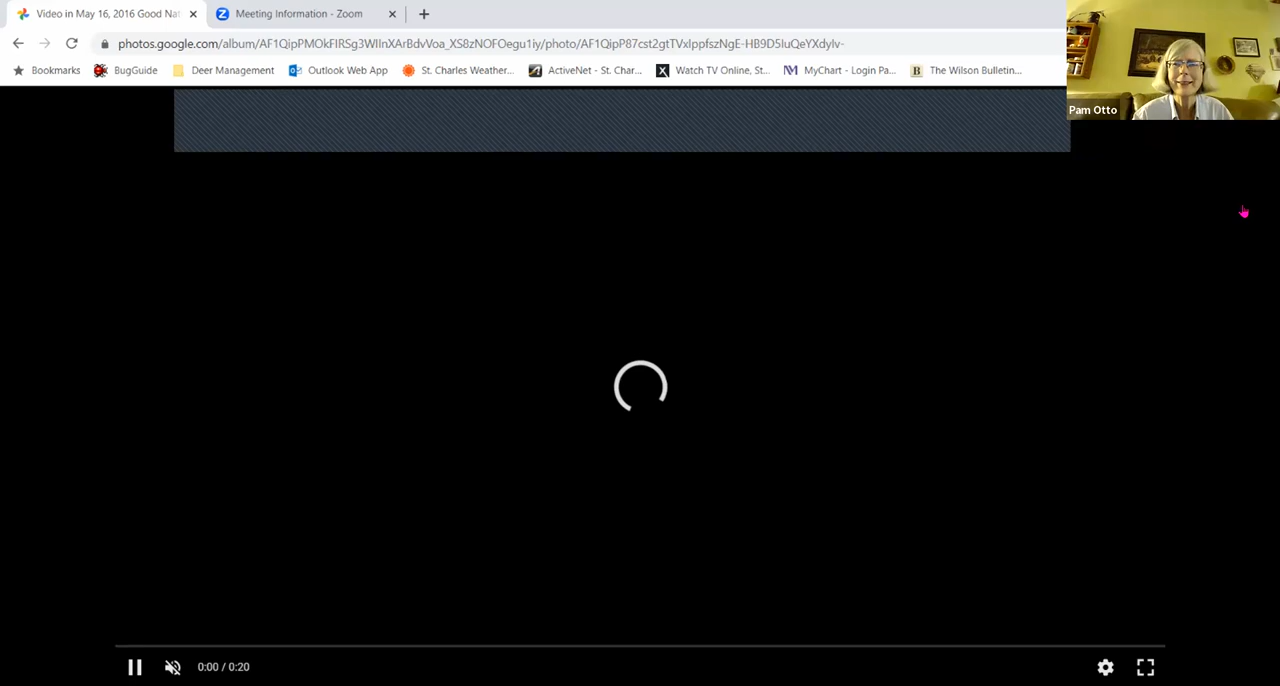 Video in May 16, 2016 Good Nat
Meeting Information - Zoom
photos.google.com/album/AF1QipPMOkFIRSg3WIInXArBdvVoa_XS8zNOFOegu1iy/photo/AF1QipP87cst2gtTVxIppfszNgE-HB9D5IuQeYXdylv-
Bookmarks BugGuide Deer Management Outlook Web App St. Charles Weather... ActiveNet - St. Char... Watch TV Online, St... MyChart - Login Pa... The Wilson Bulletin...
Pam Otto
0:00 / 0:20